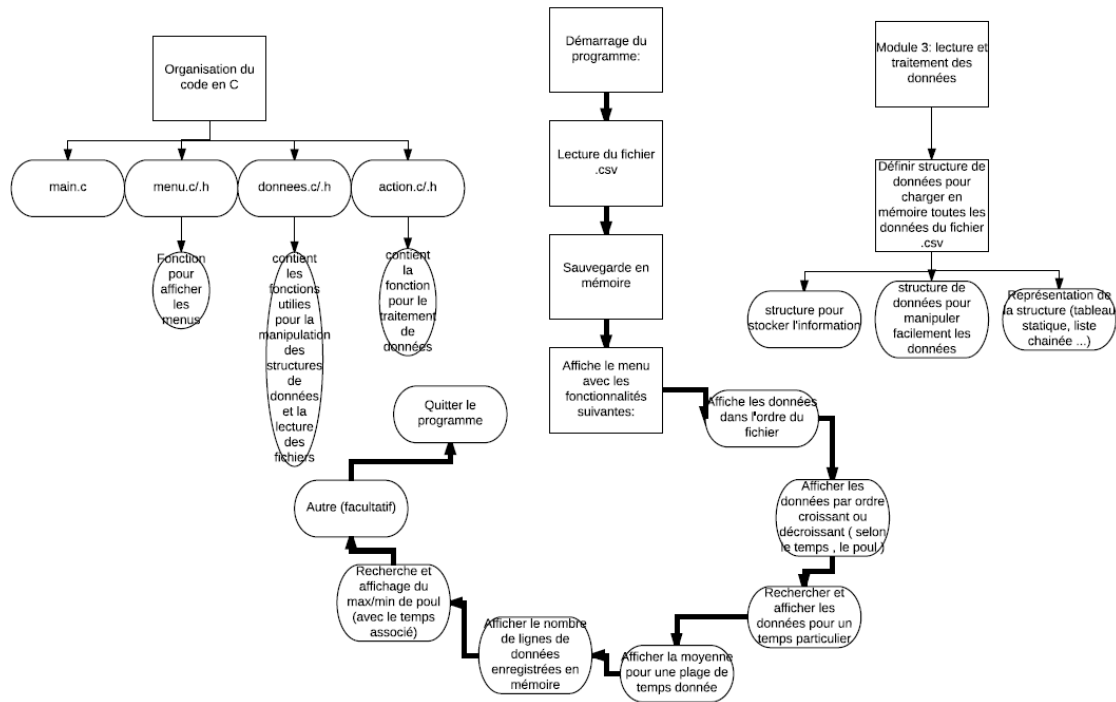 Organisation du
code en C
main.c
menu.c/.h
donnees.c/.h
action.c/.h
Fonction
pour
afficher
les
menus
contient
les
fonctions
utilies
pour la
manipulation
des
structures
de
données
et la
lecture
des
fichiers
contient
la
fonction
pour le
traitement
de
données
Démarrage du
programme:
Lecture du fichier
.csv
Sauvegarde en
mémoire
Affiche le menu
avec les
fonctionnalités
suivantes:
Affiche les données
dans l'ordre du
fichier
Afficher les
données par ordre
croissant ou
décroissant ( selon
le temps , le poul )
Rechercher et
afficher les
données pour un
temps particulier
Afficher la moyenne
pour une plage de
temps donnée
Afficher le nombre
de lignes de
données
enregistrées en
mémoire
Recherche et
affichage du
max/min de poul
(avec le temps
associé)
Autre (facultatif)
Quitter le
programme
Module 3: lecture et
traitement des
données
Définir structure de
données pour
charger en
mémoire toutes les
données du fichier
.csv
structure pour
stocker l'information
structure de
données pour
manipuler
facilement les
données
Représentation de
la structure (tableau
statique, liste
chainée ...)